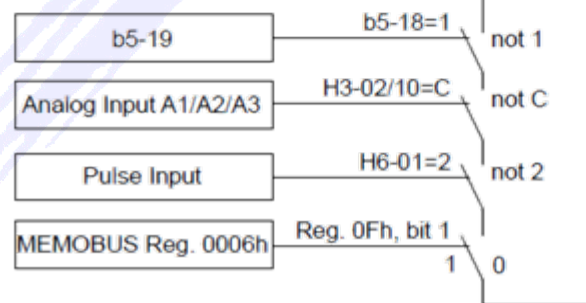 b5-19
b5-18=1
not 1
Analog Input A1/A2/A3
H3-02/10=C
not C
Pulse Input
H6-01=2
not 2
MEMOBUS Reg. 0006h
Reg. 0Fh, bit 1
1
0